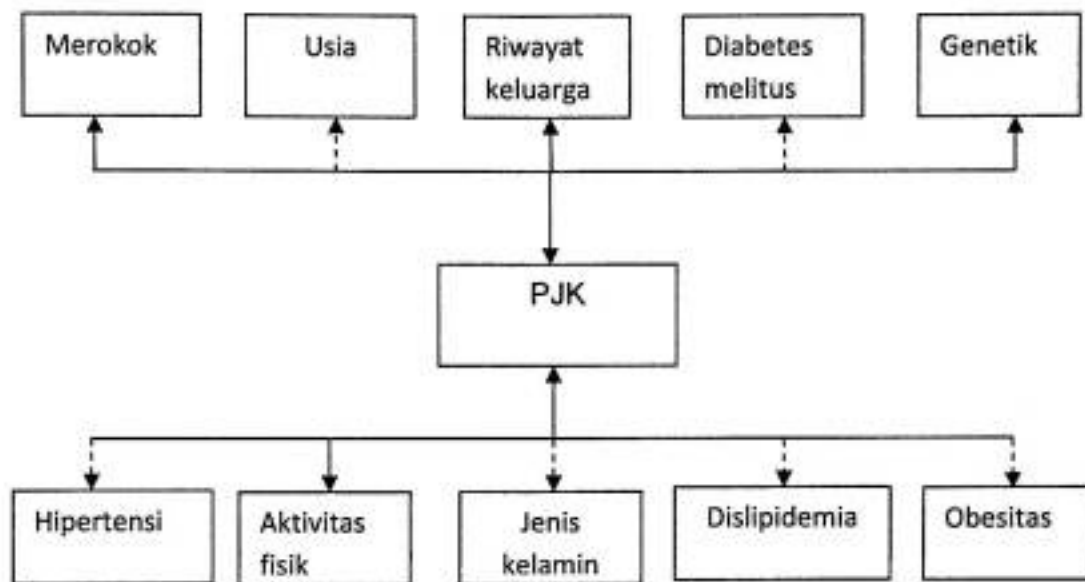 Merokok
Usia
Riwayat
keluarga
Diabetes
melitus
Genetik
PJK
Hipertensi
Aktivitas
fisik
Jenis
kelamin
Dislipidemia
Obesitas